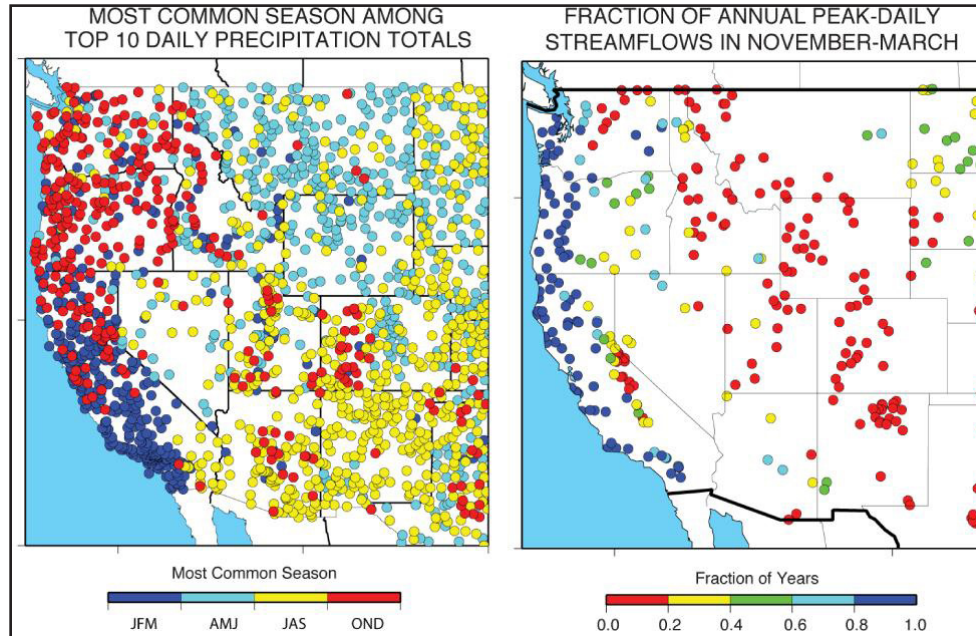 MOST COMMON SEASON AMONG
TOP 10 DAILY PRECIPITATION TOTALS
FRACTION OF ANNUAL PEAK-DAILY
STREAMFLOWS IN NOVEMBER-MARCH
Most Common Season
JFM AMJ JAS OND
Fraction of Years
0.0 0.2 0.4 0.6 0.8 1.0